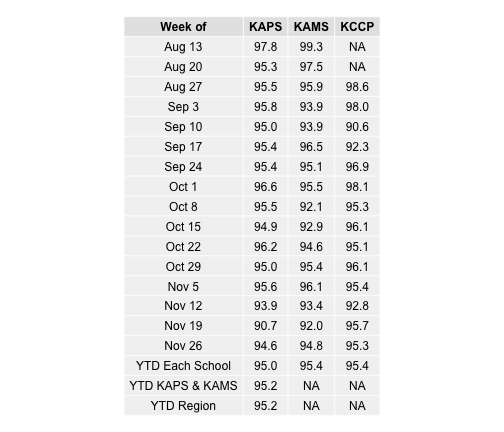 Week of KAPS KAMS KCCP
Aug 13 97.8 99.3 NA
Aug 20 95.3 97.5 NA
Aug 27 95.5 95.9 98.6
Sep 3 95.8 93.9 98.0
Sep 10 95.0 93.9 90.6
Sep 17 95.4 96.5 92.3
Sep 24 95.4 95.1 96.9
Oct 1 96.6 95.5 98.1
Oct 8 95.5 92.1 95.3
Oct 15 94.9 92.9 96.1
Oct 22 96.2 94.6 95.1
Oct 29 95.0 95.4 96.1
Nov 5 95.6 96.1 95.4
Nov 12 93.9 93.4 92.8
Nov 19 90.7 92.0 95.7
Nov 26 94.6 94.8 95.3
YTD Each School 95.0 95.4 95.4
YTD KAPS & KAMS 95.2 NA NA
YTD Region 95.2 NA NA